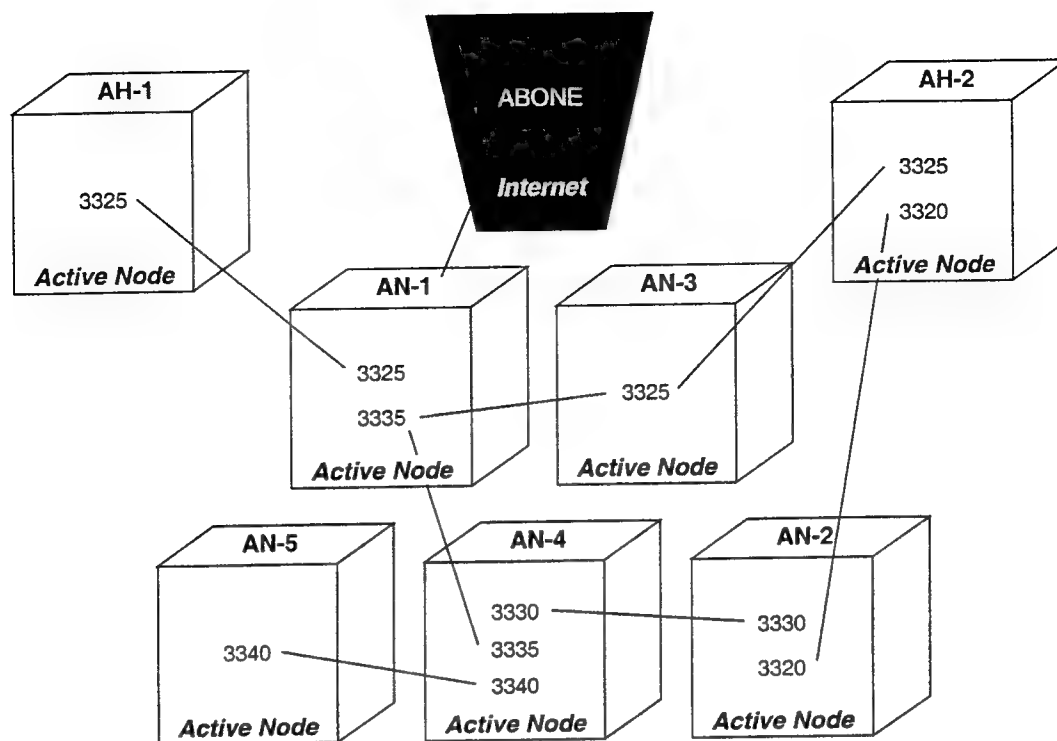 ABONE
Internet
AH-1
3325
Active Node
AH-2
3325
3320
Active Node
AN-1
3325
3335
Active Node
AN-3
3325
Active Node
AN-5
3340
Active Node
AN-4
3330
3335
3340
Active Node
AN-2
3330
3320
Active Node